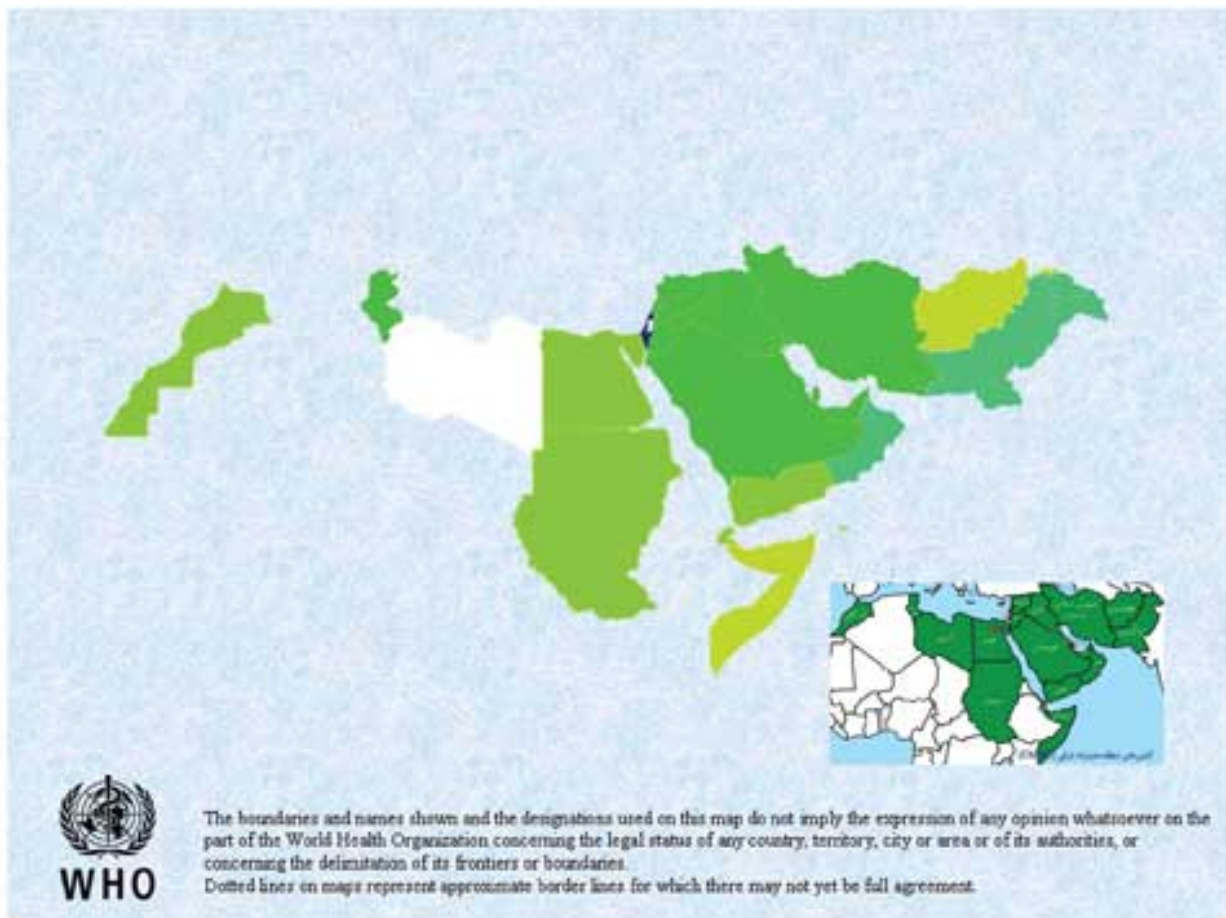 The boundaries and names shown and the designations used on this map do not imply the expression of any opinion whatsoever on the
part of the World Health Organization concerning the legal status of any country, territory, city or area or of its authorities, or
concerning the delimitation of its frontiers or boundaries.
Dotted lines on maps represent approximate border lines for which there may not yet be full agreement.
WHO